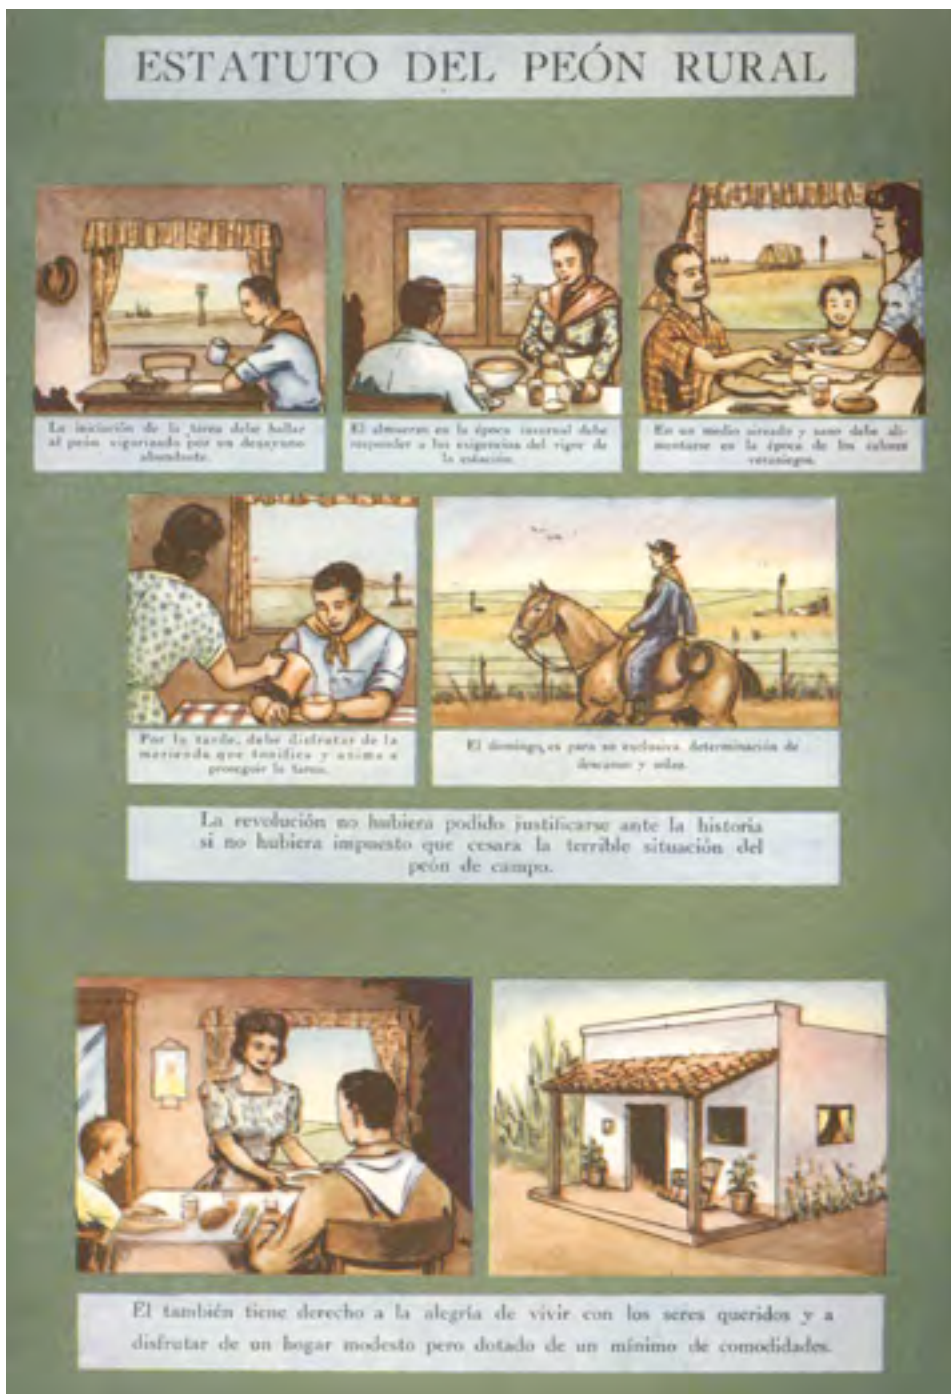 ESTATUTO DEL PEÓN RURAL
La iniciación de la tarea debe hallar
al peón vigorizado por un desayuno
abundante.
El almuerzo en la época invernal debe
responder a las exigencias del rigor de
la estación.
En un medio aireado y sano debe ali-
mentarse en la época de los calores
veraniegos.
Por la tarde, debe disfrutar de la
merienda que tonifica y anima a
proseguir la tarea.
El domingo, es para su exclusiva determinación de
descanso y solaz.
La revolución no hubiera podido justificarse ante la historia
si no hubiera impuesto que cesara la terrible situación del
peón de campo.
El también tiene derecho a la alegría de vivir con los seres queridos y a
disfrutar de un hogar modesto pero dotado de un mínimo de comodidades.